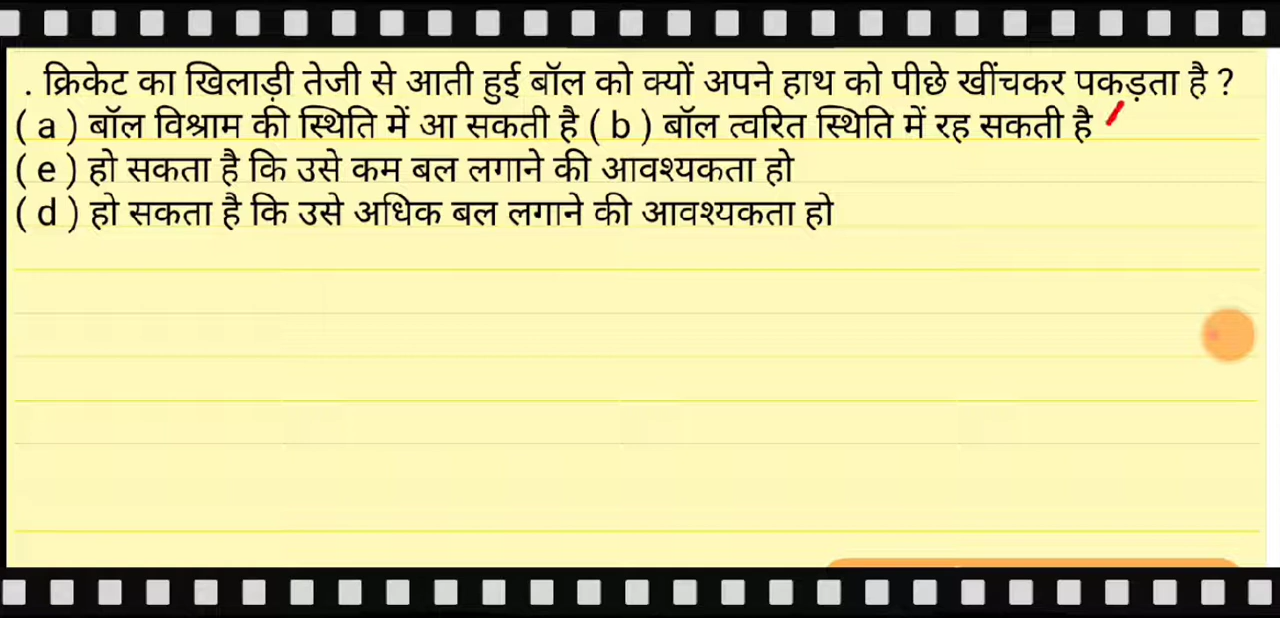 . क्रिकेट का खिलाड़ी तेजी से आती हुई बॉल को क्यों अपने हाथ को पीछे खींचकर पकड़ता है ?
( a ) बॉल विश्राम की स्थिति में आ सकती है ( b ) बॉल त्वरित स्थिति में रह सकती है
( e ) हो सकता है कि उसे कम बल लगाने की आवश्यकता हो
( d ) हो सकता है कि उसे अधिक बल लगाने की आवश्यकता हो